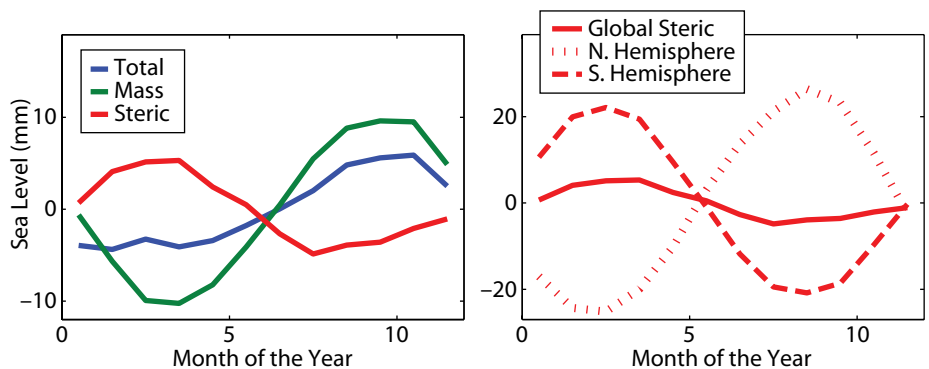 Total
Mass
Steric
Sea Level (mm)
10
0
−10
0
5
10
Month of the Year
Global Steric
N. Hemisphere
S. Hemisphere
20
0
−20
0
5
10
Month of the Year